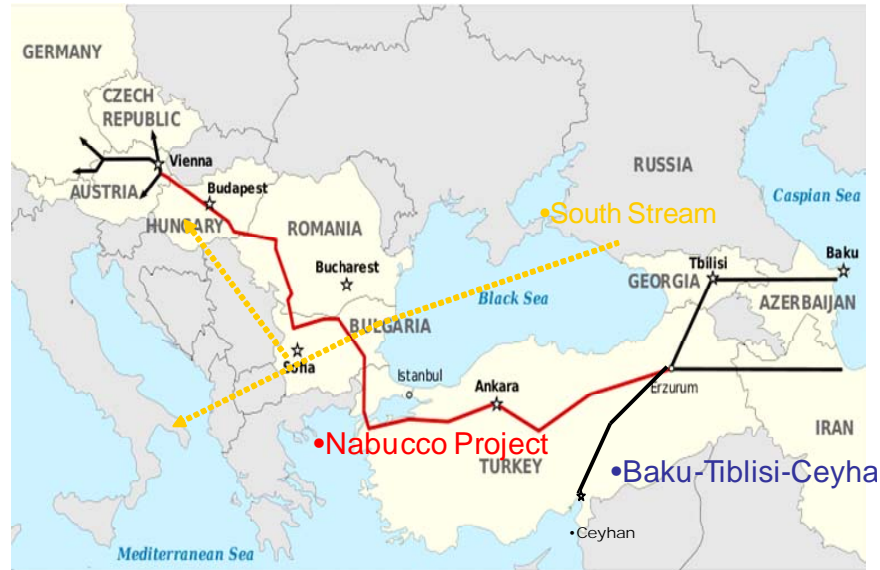 GERMANY
CZECH
REPUBLIC
Vienna
AUSTRIA
Budapest
HUNGARY
ROMANIA
Bucharest
RUSSIA
Caspian Sea
•South Stream
Tbilisi
Baku
GEORGIA
AZERBAIJAN
Black Sea
BULGARIA
Sofia
Istanbul
Ankara
Erzurum
IRAN
•Nabucco Project
TURKEY
•Baku-Tiblisi-Ceyha
•Ceyhan
Mediterranean Sea